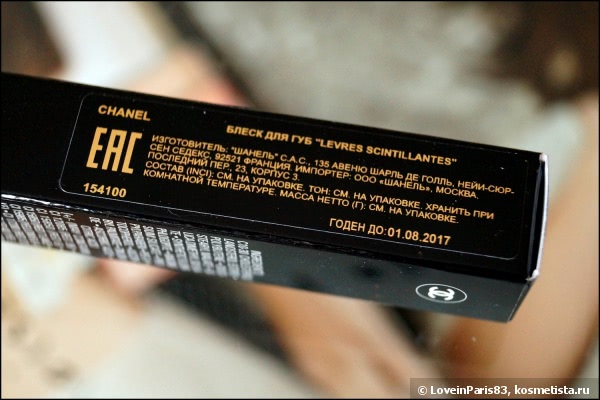 CHANEL
БЛЕСК ДЛЯ ГУБ "LEVRES SCINTILLANTES"
EAC
ИЗГОТОВИТЕЛЬ: "ШАНЕЛЬ" С.А.С., 135 АВЕНЮ ШАРЛЬ ДЕ ГОЛЛЬ, НЕЙИ-СЮР-
СЕН СЕДЕКС, 92521 ФРАНЦИЯ. ИМПОРТЕР: ООО «ШАНЕЛЬ», МОСКВА.
ПОСЛЕДНИЙ ПЕР., 23, КОРПУС 3.
СОСТАВ (INCI): СМ. НА УПАКОВКЕ, ТОН: СМ. НА УПАКОВКЕ. ХРАНИТЬ ПРИ
КОМНАТНОЙ ТЕМПЕРАТУРЕ. МАССА НЕТТО (Г): СМ. НА УПАКОВКЕ.
154100
ГОДЕН ДО:01.08.2017
© LoveinParis83, kosmetista.ru